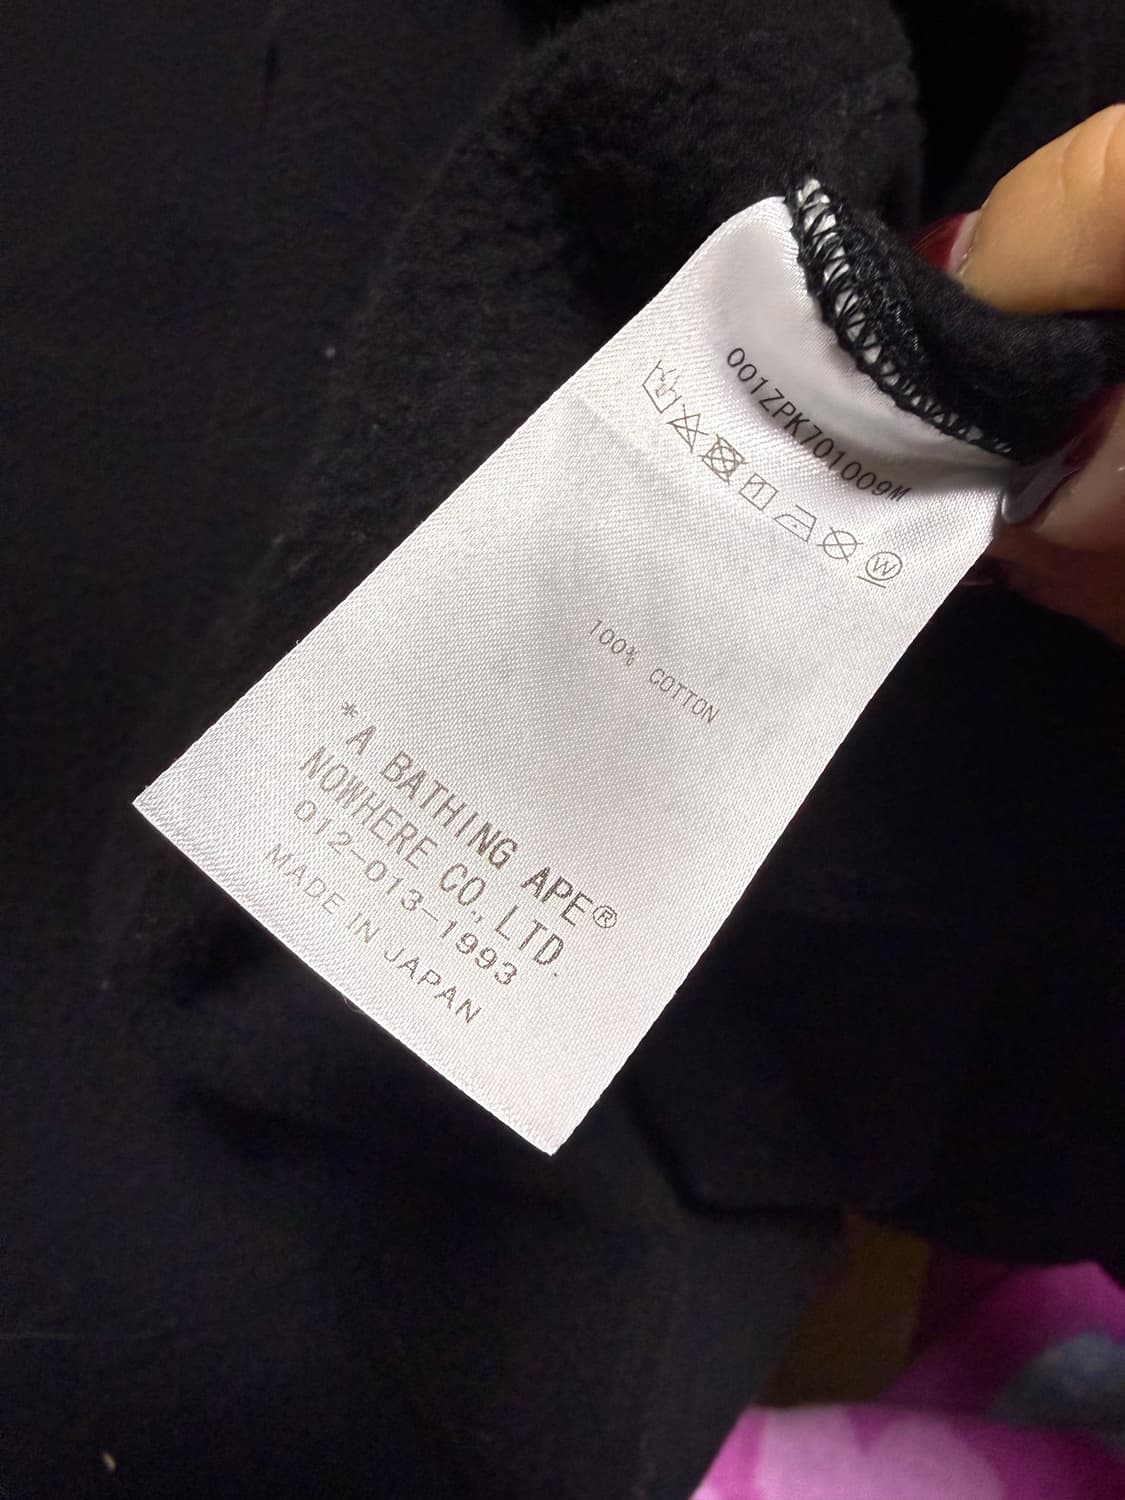 001ZPK701009M
W
100% COTTON
*A BATHING APE®
NOWHERE CO., LTD.
012-013-1993
MADE IN JAPAN